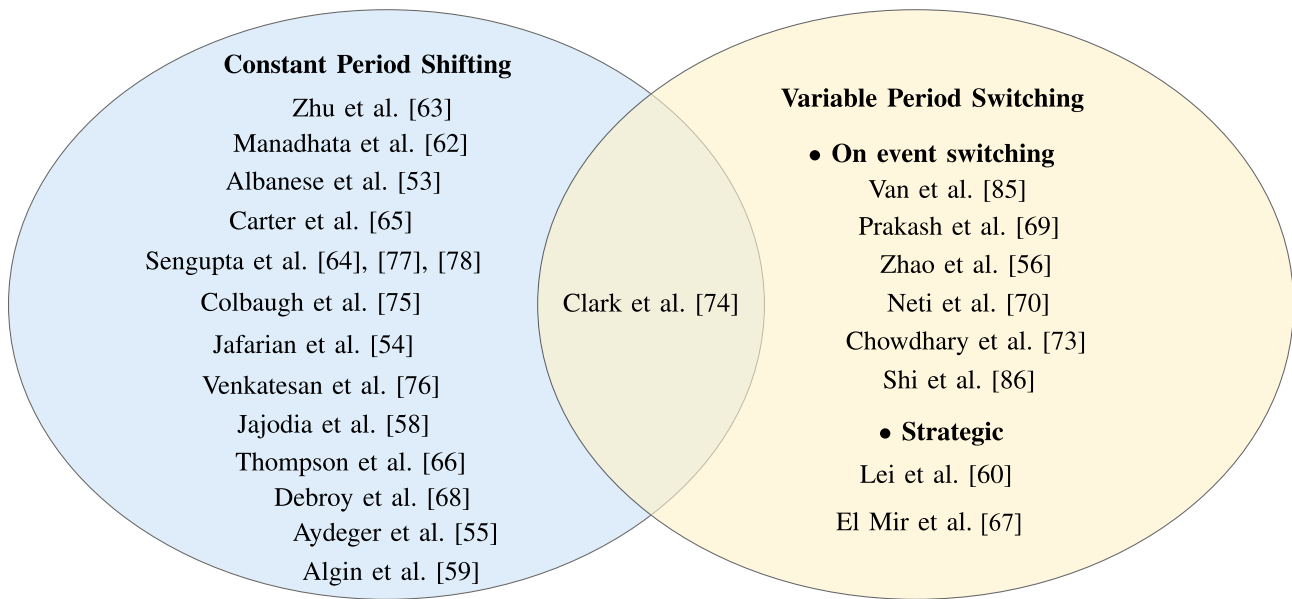 Constant Period Shifting
Zhu et al. [63]
Manadhata et al. [62]
Albanese et al. [53]
Carter et al. [65]
Sengupta et al. [64], [77], [78]
Colbaugh et al. [75]
Jafarian et al. [54]
Venkatesan et al. [76]
Jajodia et al. [58]
Thompson et al. [66]
Debroy et al. [68]
Aydeger et al. [55]
Algin et al. [59]
Clark et al. [74]
Variable Period Switching
• On event switching
Van et al. [85]
Prakash et al. [69]
Zhao et al. [56]
Neti et al. [70]
Chowdhary et al. [73]
Shi et al. [86]
• Strategic
Lei et al. [60]
El Mir et al. [67]